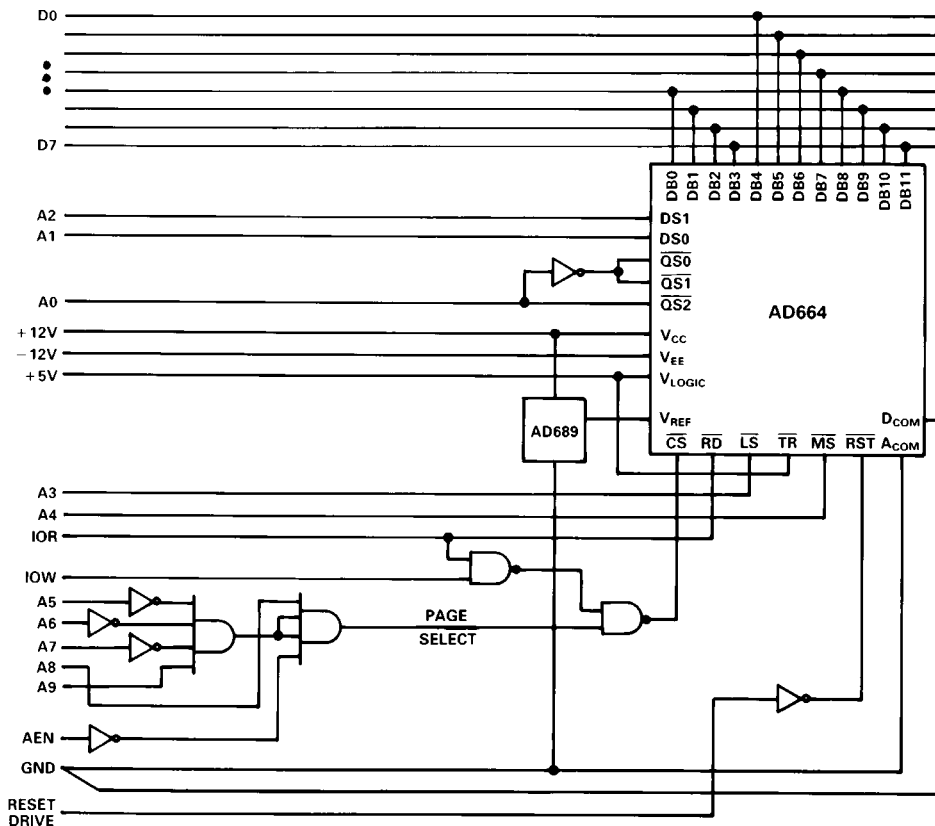 D0
D7
DB0
DB1
DB2
DB3
DB4
DB5
DB6
DB7
DB8
DB9
DB10
DB11
A2
DS1
A1
DS0
QS0
QS1
A0
QS2
AD664
+12V
VCC
−12V
VEE
+5V
VLOGIC
AD689
VREF
DCOM
CS
RD
LS
TR
MS
RST
ACOM
A3
A4
IOR
IOW
A5
A6
A7
A8
A9
PAGE
SELECT
AEN
GND
RESET
DRIVE